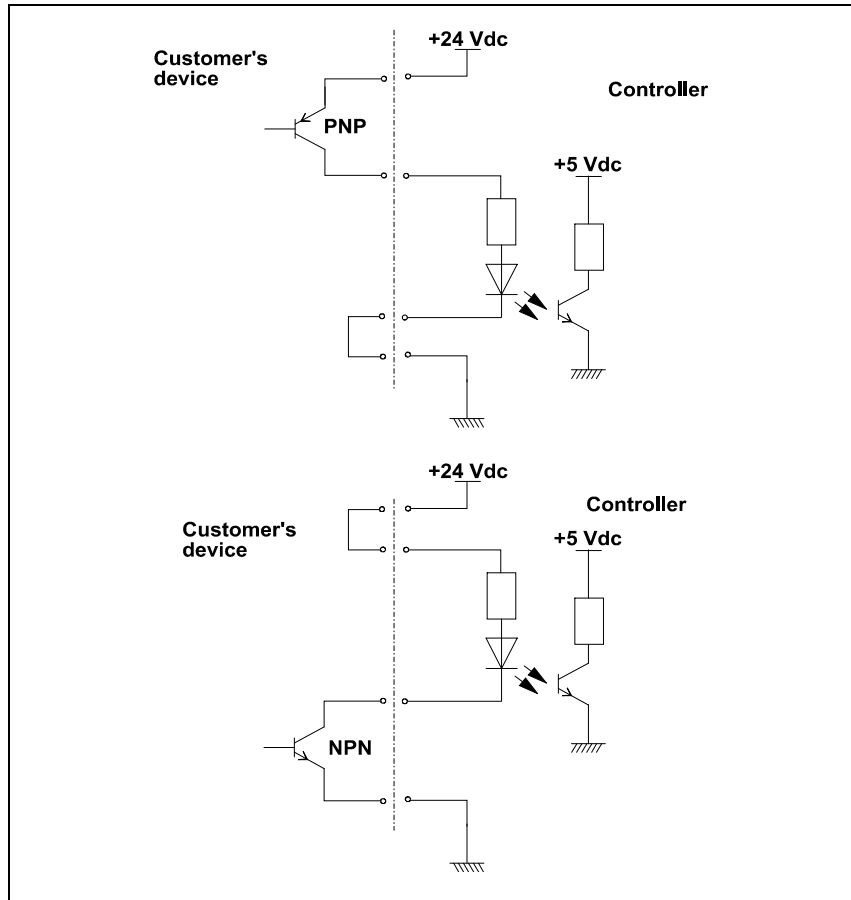 +24 Vdc
Customer's
device
Controller
PNP
+5 Vdc
+24 Vdc
Controller
Customer's
device
+5 Vdc
NPN